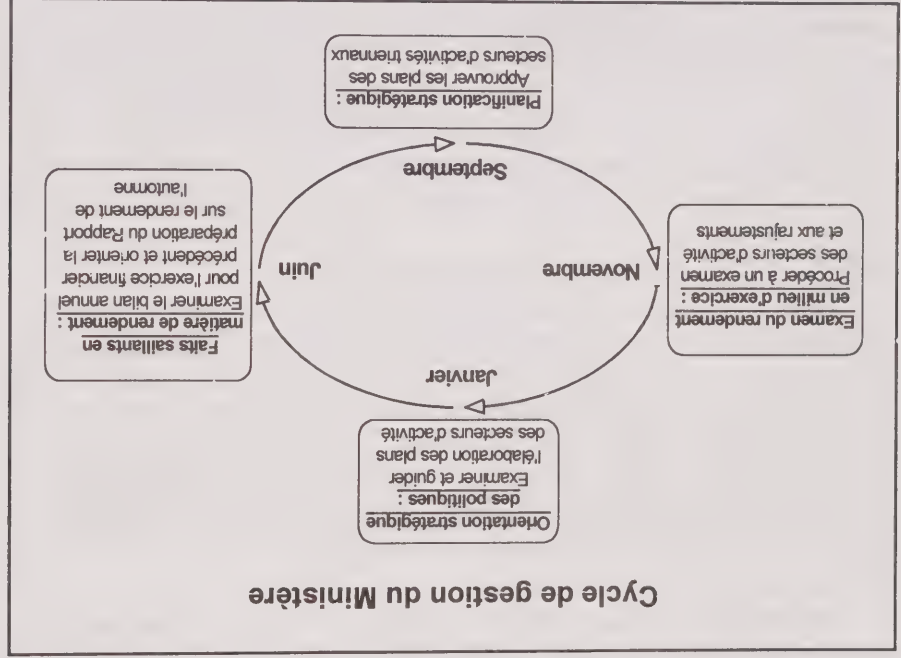 Cycle de gestion du Ministère
Orientation stratégique
des politiques :
Examiner et guider
l'élaboration des plans
des secteurs d'activité
Janvier
Faits saillants en
matière de rendement :
Examiner le bilan annuel
pour l'exercice financier
précédent et orienter la
préparation du Rapport
sur le rendement de
l'automne
Juin
Novembre
Examen du rendement
en milieu d'exercice :
Procéder à un examen
des secteurs d'activité
et aux rajustements
Septembre
Planification stratégique :
Approuver les plans des
secteurs d'activités triennaux